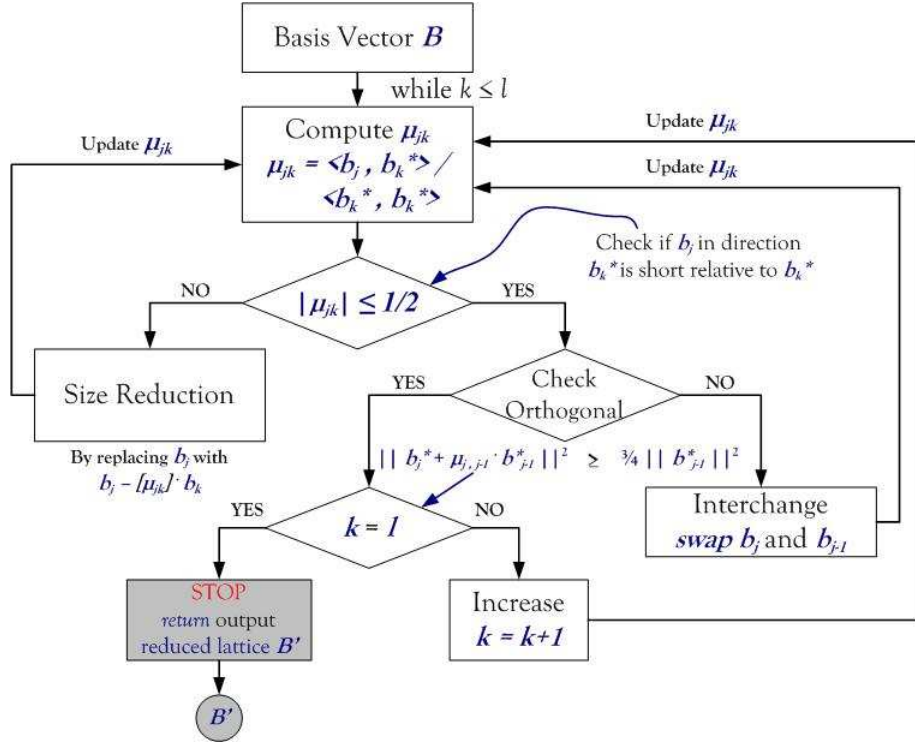 Basis Vector B
while k ≤ l
Compute μjk
μjk = <bj , bk*> /
<bk* , bk*>
Update μjk
Update μjk
Update μjk
Check if bj in direction
bk* is short relative to bk*
|μjk| ≤ 1/2
NO
YES
Size Reduction
By replacing bj with
bj – [μjk] · bk
Check
Orthogonal
YES
NO
|| bj* + μj , j-1 · b*j-1 ||² ≥ ¾ || b*j-1 ||²
Interchange
swap bj and bj-1
k = 1
YES
NO
STOP
return output
reduced lattice B'
Increase
k = k+1
B'